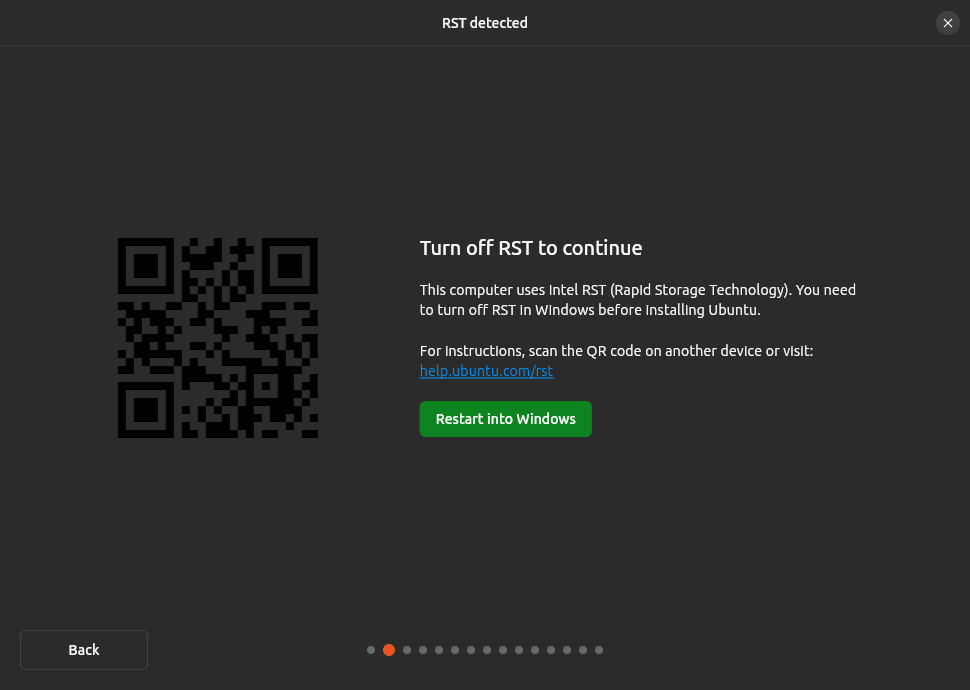 RST detected
Turn off RST to continue
This computer uses Intel RST (Rapid Storage Technology). You need
to turn off RST in Windows before installing Ubuntu.
For instructions, scan the QR code on another device or visit:
help.ubuntu.com/rst
Restart into Windows
Back